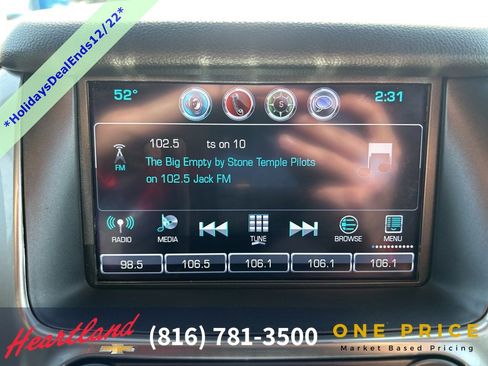 *HolidaysDealEnds12/22*
52°
S
2:31
102.5 ts on 10
FM
The Big Empty by Stone Temple Pilots
on 102.5 Jack FM
RADIO MEDIA TUNE BROWSE MENU
98.5 106.5 106.1 106.1 106.1
Heartland
(816) 781-3500
ONE PRICE
Market Based Pricing